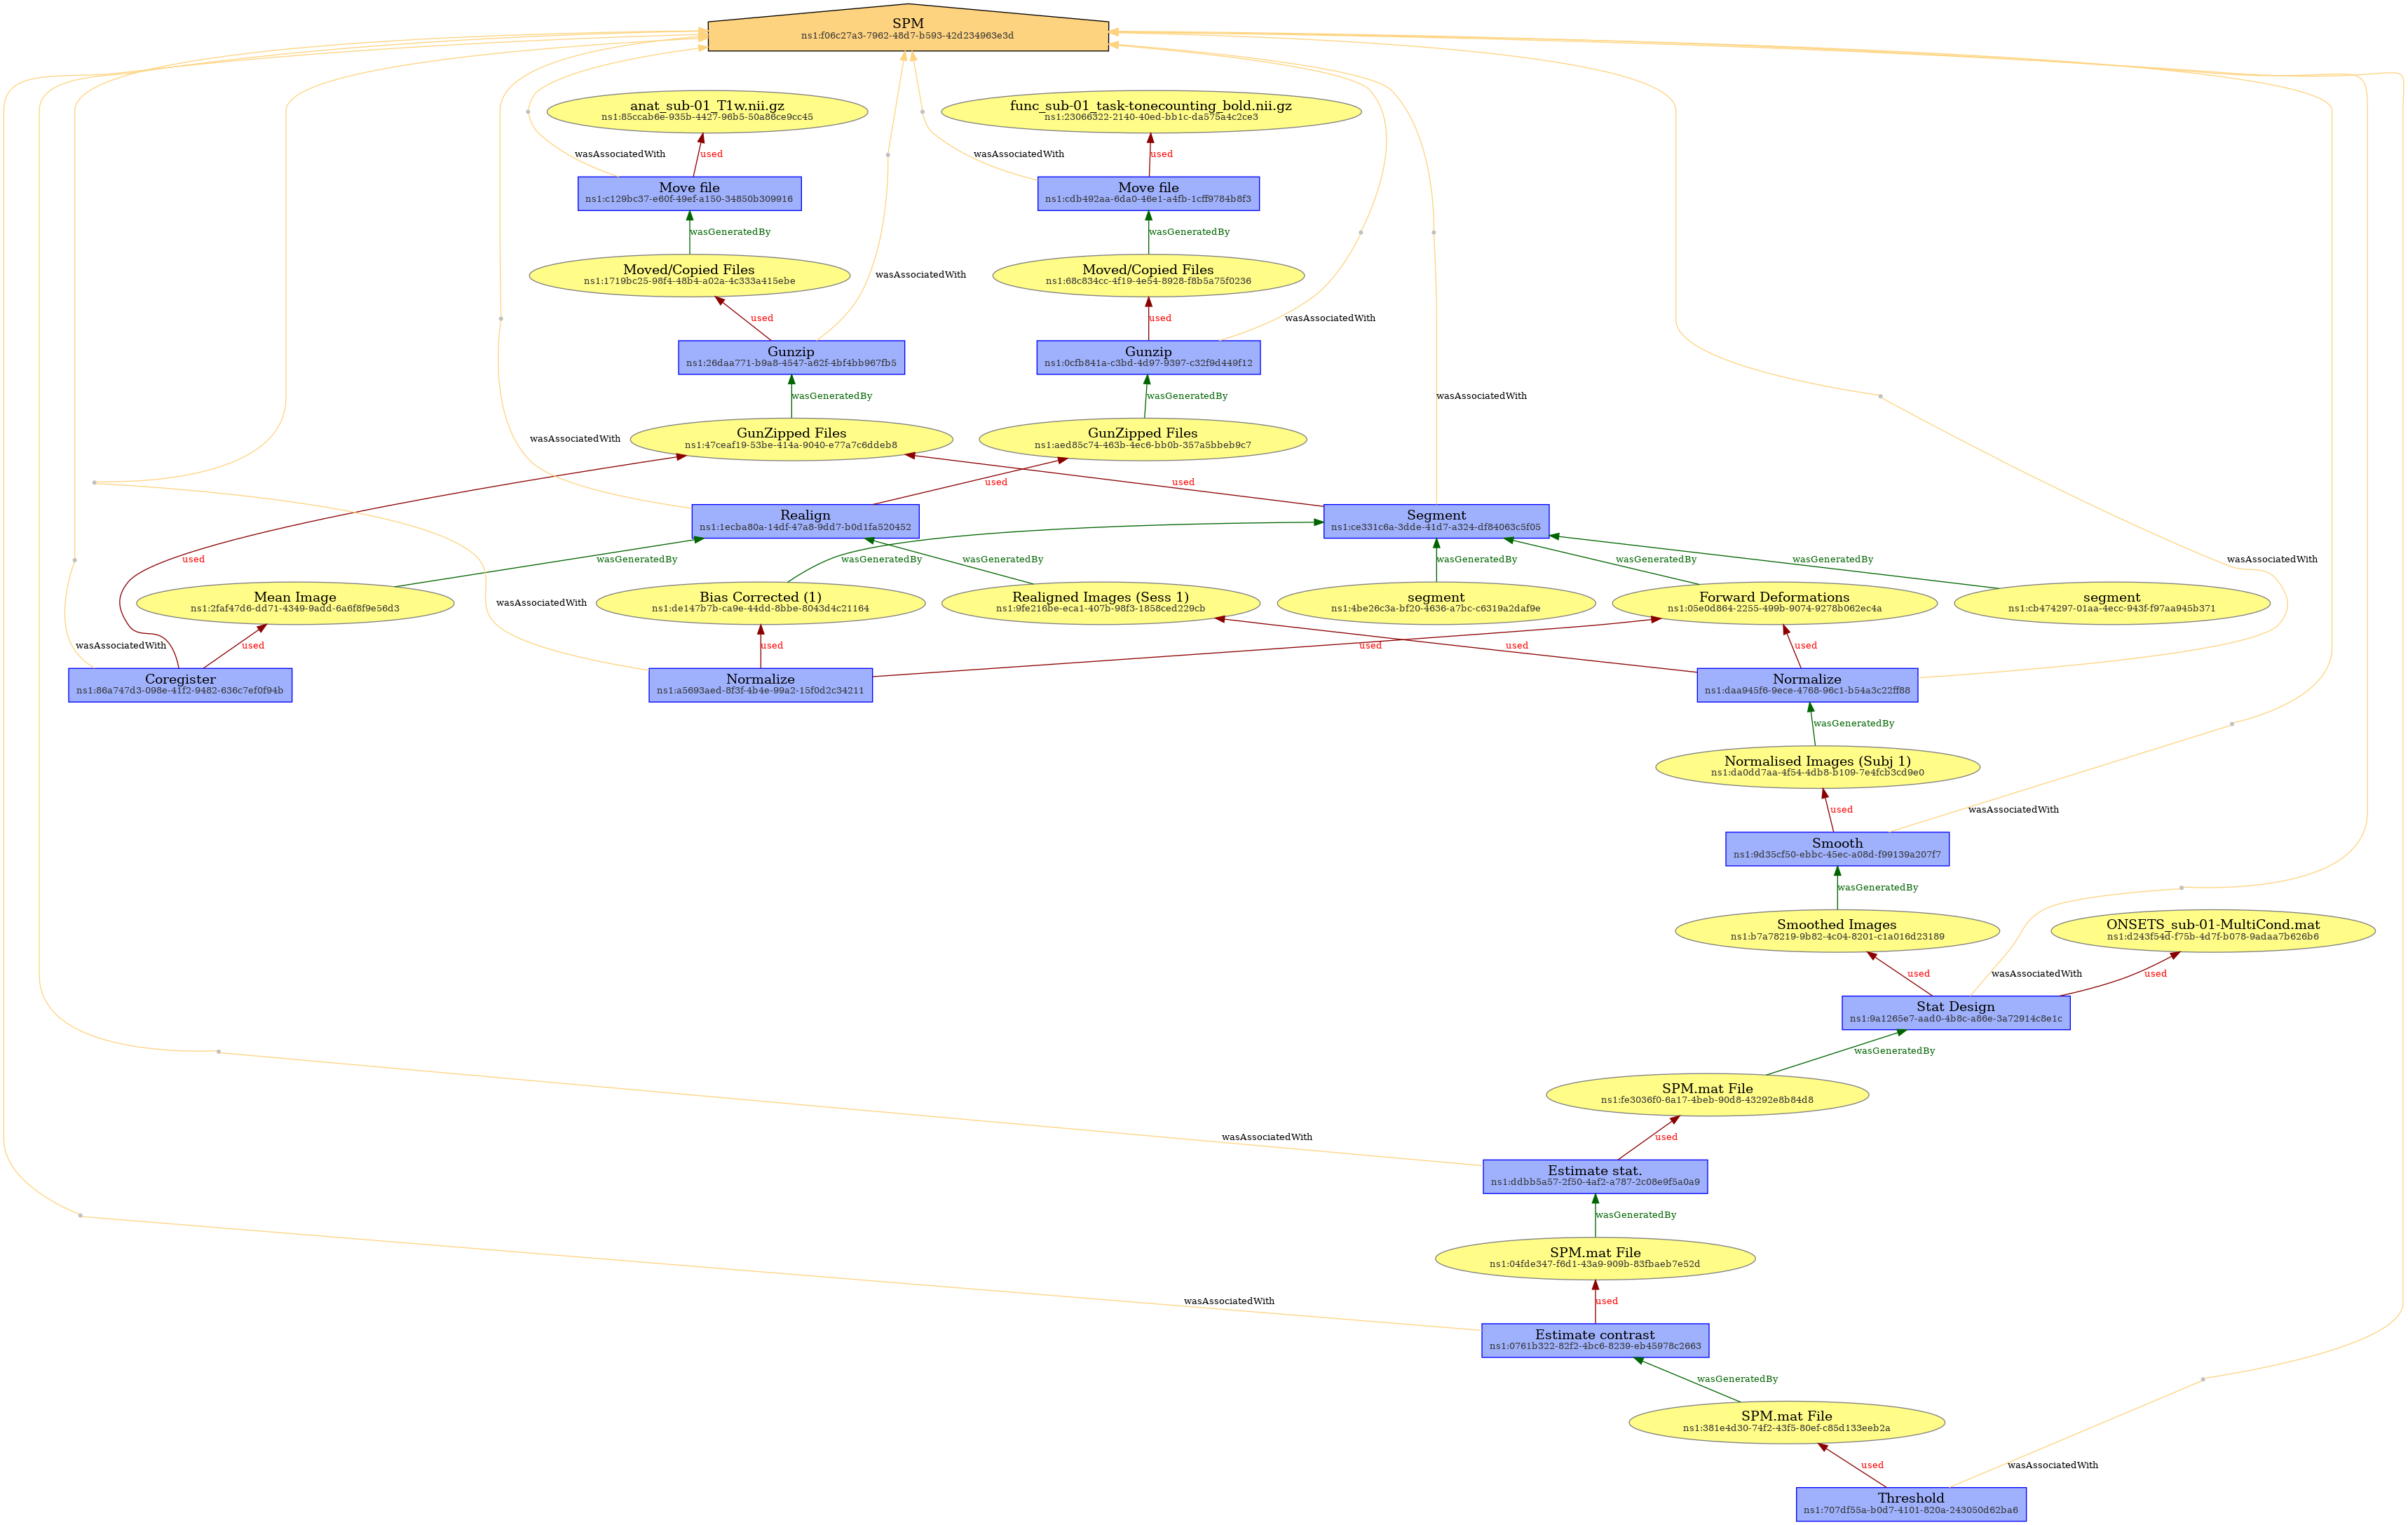 SPM
ns1:f06c27a3-7962-48d7-b593-42d234963e3d
anat_sub-01_T1w.nii.gz
ns1:85ccab6e-935b-4427-96b5-50a86ce9cc45
func_sub-01_task-tonecounting_bold.nii.gz
ns1:23066322-2140-40ed-bb1c-da575a4c2ce3
wasAssociatedWith
used
wasAssociatedWith
used
Move file
ns1:c129bc37-e60f-49ef-a150-34850b309916
Move file
ns1:cdb492aa-6da0-46e1-a4fb-1cff9784b8f3
wasGeneratedBy
wasGeneratedBy
Moved/Copied Files
ns1:1719bc25-98f4-48b4-a02a-4c333a415ebe
wasAssociatedWith
Moved/Copied Files
ns1:68c834cc-4f19-4e54-8928-f8b5a75f0236
used
used
wasAssociatedWith
Gunzip
ns1:26daa771-b9a8-4547-a62f-4bf4bb967fb5
Gunzip
ns1:0cfb841a-c3bd-4d97-9397-c32f9d449f12
wasGeneratedBy
wasGeneratedBy
wasAssociatedWith
wasAssociatedWith
GunZipped Files
ns1:47ceaf19-53be-414a-9040-e77a7c6ddeb8
GunZipped Files
ns1:aed85c74-463b-4ec6-bb0b-357a5bbeb9c7
used
used
Realign
ns1:1ecba80a-14df-47a8-9dd7-b0d1fa520452
Segment
ns1:ce331c6a-3dde-41d7-a324-df84063c5f05
used
wasGeneratedBy
wasGeneratedBy
wasGeneratedBy
wasGeneratedBy
wasGeneratedBy
wasGeneratedBy
wasAssociatedWith
Mean Image
ns1:2faf47d6-dd71-4349-9add-6a6f8f9e56d3
wasAssociatedWith
Bias Corrected (1)
ns1:de147b7b-ca9e-44dd-8bbe-8043d4c21164
Realigned Images (Sess 1)
ns1:9fe216be-eca1-407b-98f3-1858ced229cb
segment
ns1:4be26c3a-bf20-4636-a7bc-c6319a2daf9e
Forward Deformations
ns1:05e0d864-2255-499b-9074-9278b062ec4a
segment
ns1:cb474297-01aa-4ecc-943f-f97aa945b371
wasAssociatedWith
used
used
used
used
used
Coregister
ns1:86a747d3-098e-41f2-9482-636c7ef0f94b
Normalize
ns1:a5693aed-8f3f-4b4e-99a2-15f0d2c34211
Normalize
ns1:daa945f6-9ece-4768-96c1-b54a3c22ff88
wasGeneratedBy
Normalised Images (Subj 1)
ns1:da0dd7aa-4f54-4db8-b109-7e4fcb3cd9e0
used
wasAssociatedWith
Smooth
ns1:9d35cf50-ebbc-45ec-a08d-f99139a207f7
wasGeneratedBy
Smoothed Images
ns1:b7a78219-9b82-4c04-8201-c1a016d23189
ONSETS_sub-01-MultiCond.mat
ns1:d243f54d-f75b-4d7f-b078-9adaa7b626b6
used
wasAssociatedWith
used
Stat Design
ns1:9a1265e7-aad0-4b8c-a86e-3a72914c8e1c
wasGeneratedBy
SPM.mat File
ns1:fe3036f0-6a17-4beb-90d8-43292e8b84d8
wasAssociatedWith
used
Estimate stat.
ns1:ddbb5a57-2f50-4af2-a787-2c08e9f5a0a9
wasGeneratedBy
SPM.mat File
ns1:04fde347-f6d1-43a9-909b-83fbaeb7e52d
wasAssociatedWith
used
Estimate contrast
ns1:0761b322-82f2-4bc6-8239-eb45978c2663
wasGeneratedBy
SPM.mat File
ns1:381e4d30-74f2-43f5-80ef-c85d133eeb2a
used
wasAssociatedWith
Threshold
ns1:707df55a-b0d7-4101-820a-243050d62ba6